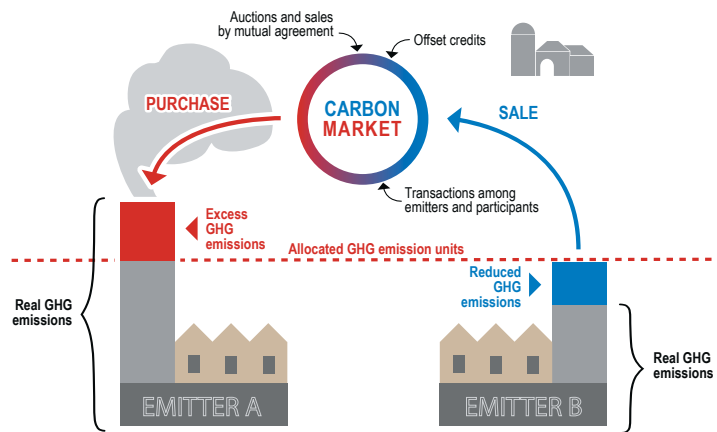 Auctions and sales
by mutual agreement
Offset credits
PURCHASE
CARBON
MARKET
SALE
Transactions among
emitters and participants
Excess
GHG
emissions
Allocated GHG emission units
Reduced
GHG
emissions
Real GHG
emissions
Real GHG
emissions
EMITTER A
EMITTER B